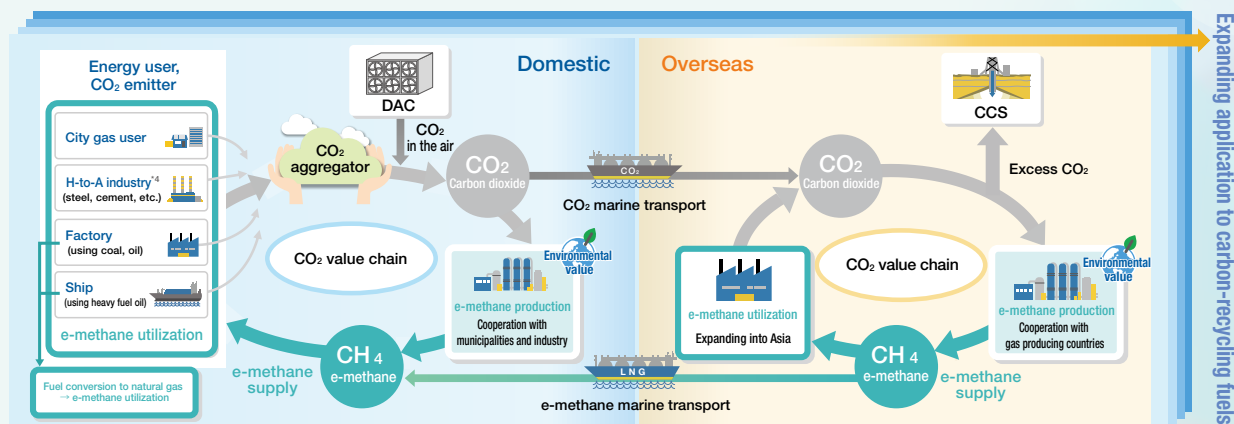 Energy user,
CO₂ emitter
City gas user
H-to-A industry*4
(steel, cement, etc.)
Factory
(using coal, oil)
Ship
(using heavy fuel oil)
e-methane utilization
Fuel conversion to natural gas
→ e-methane utilization
CO₂
aggregator
DAC
CO₂
in the air
Domestic
CO₂
Carbon dioxide
CO₂ value chain
Environmental
value
e-methane production
Cooperation with
municipalities and industry
CH₄
e-methane
e-methane
supply
CO₂
CO₂ marine transport
LNG
e-methane marine transport
Overseas
CO₂
Carbon dioxide
CCS
Excess CO₂
e-methane utilization
Expanding into Asia
CO₂ value chain
Environmental
value
e-methane production
Cooperation with
gas producing countries
CH₄
e-methane
e-methane
supply
Expanding application to carbon-recycling fuels